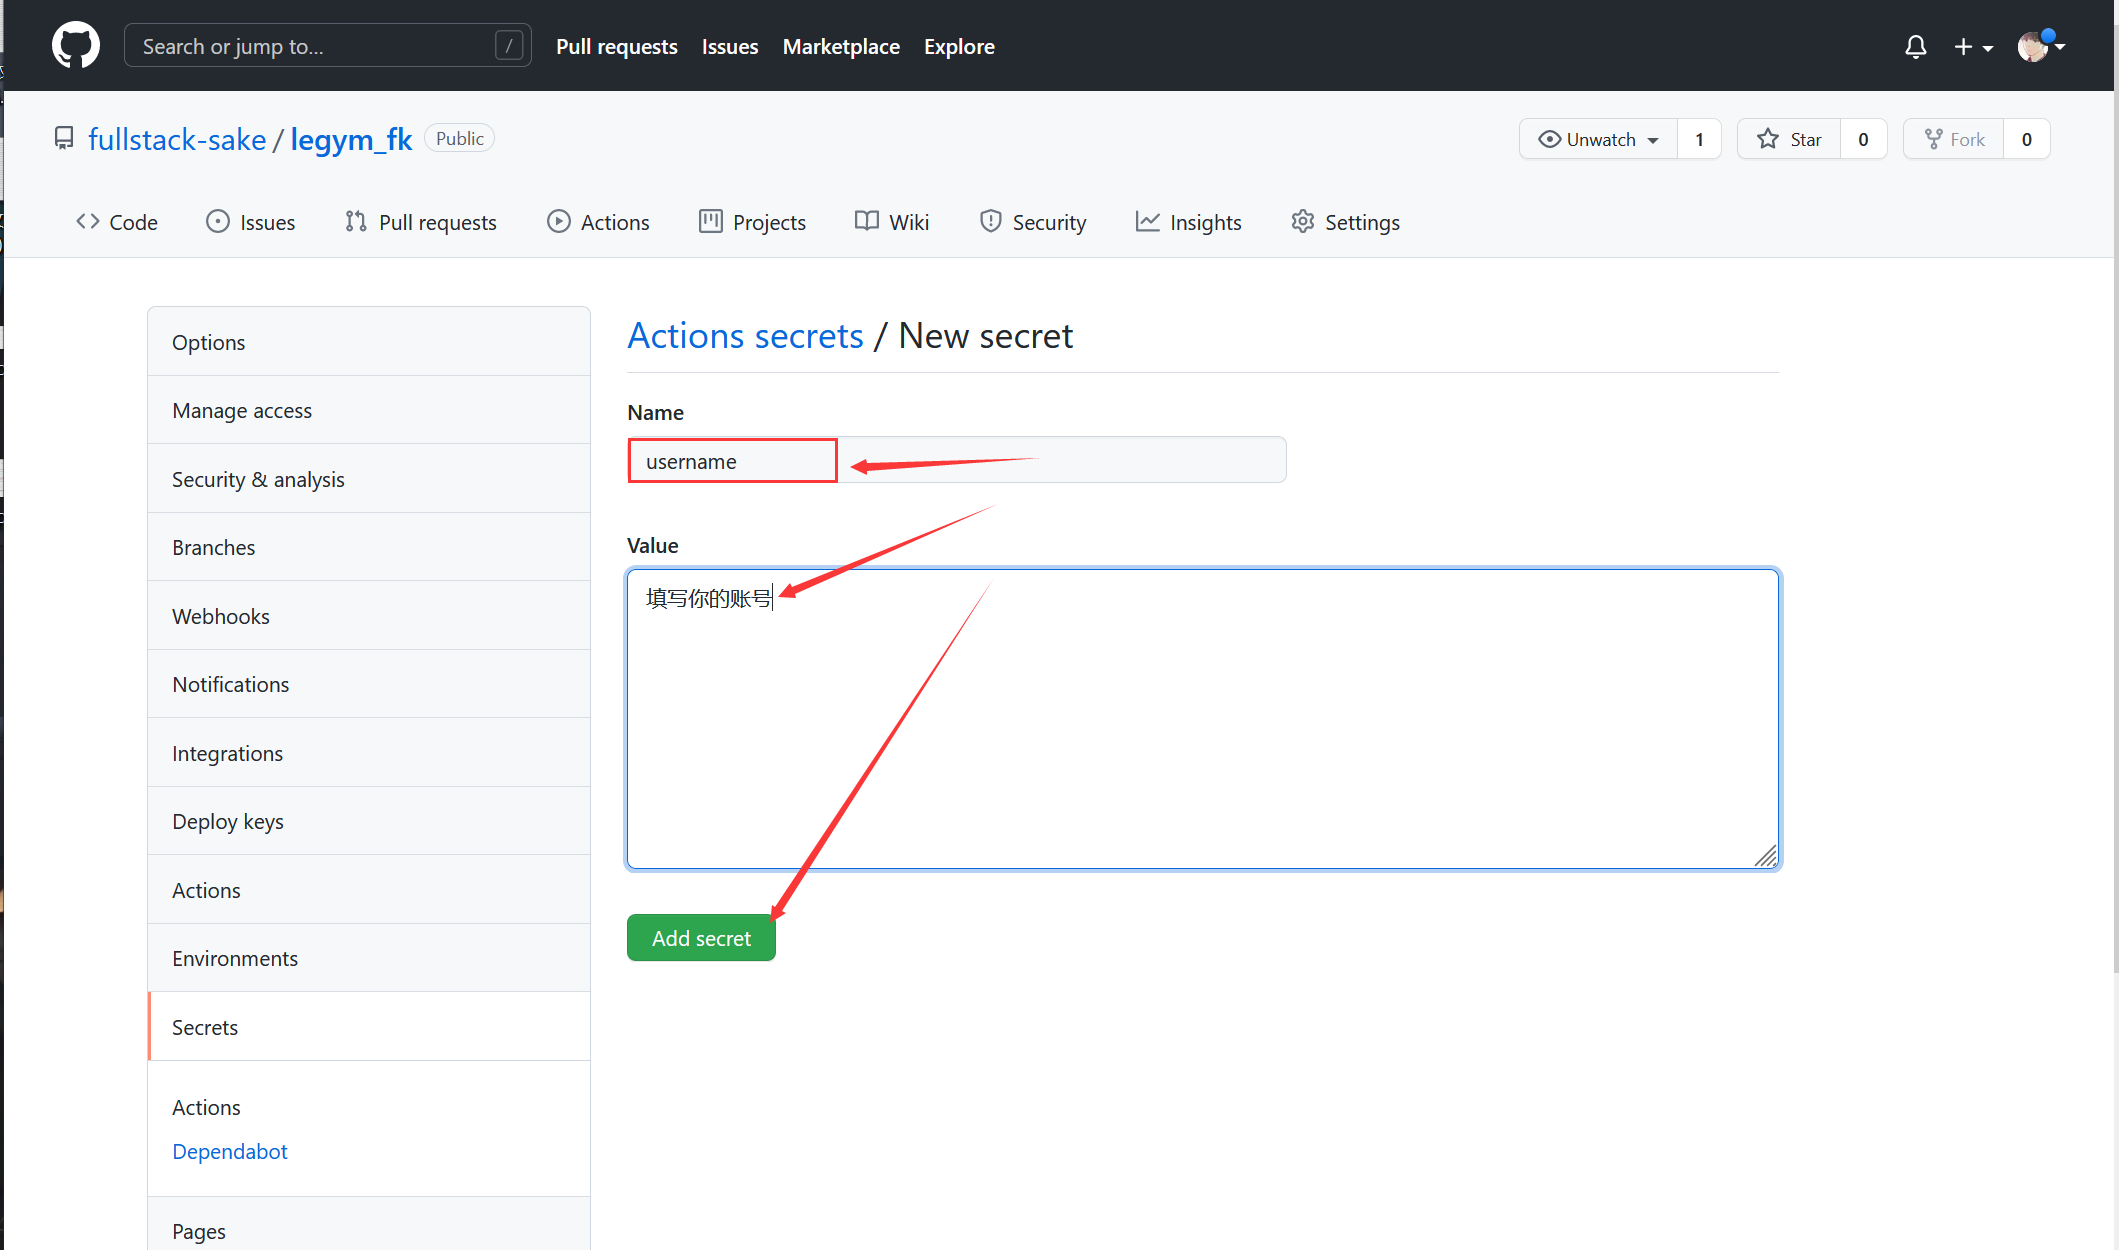 Search or jump to... /
Pull requests Issues Marketplace Explore
fullstack-sake / legym_fk Public
Unwatch 1 Star 0 Fork 0
Code Issues Pull requests Actions Projects Wiki Security Insights Settings
Options
Manage access
Security & analysis
Branches
Webhooks
Notifications
Integrations
Deploy keys
Actions
Environments
Secrets
Actions
Dependabot
Pages
Actions secrets / New secret
Name
username
Value
填写你的账号
Add secret